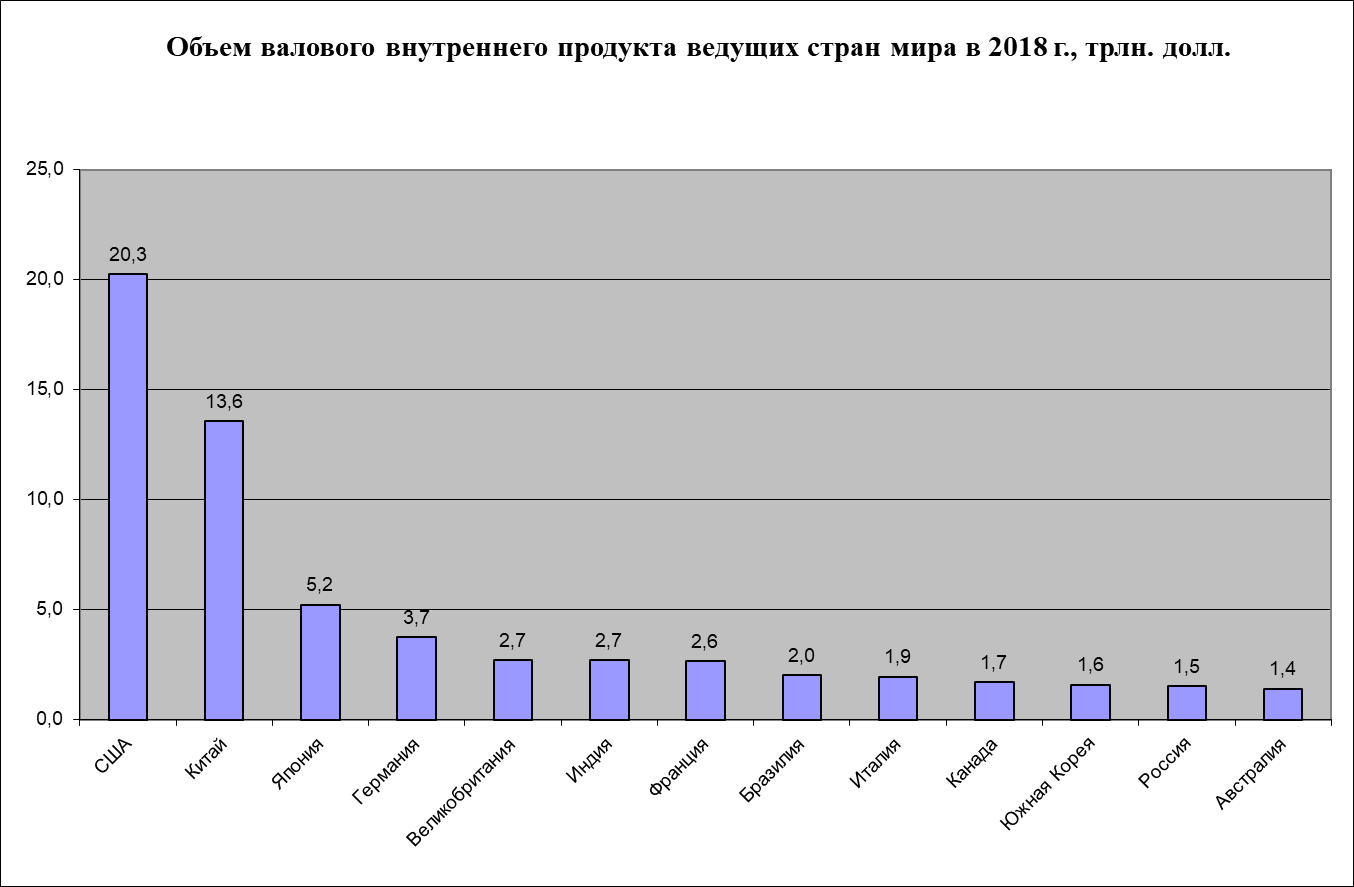 Объем валового внутреннего продукта ведущих стран мира в 2018 г., трлн. долл.
25,0
20,0
15,0
10,0
5,0
0,0
20,3
13,6
5,2
3,7
2,7
2,7
2,6
2,0
1,9
1,7
1,6
1,5
1,4
США
Китай
Япония
Германия
Великобритания
Индия
Франция
Бразилия
Италия
Канада
Южная Корея
Россия
Австралия